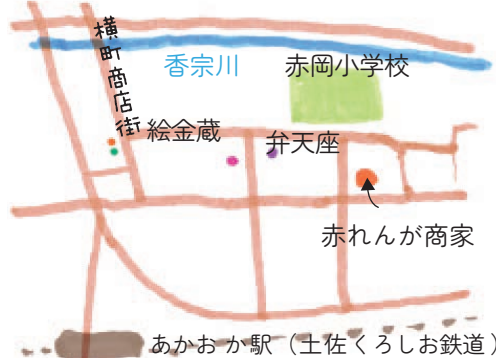 横町商店街
香宗川
赤岡小学校
絵金蔵
弁天座
赤れんが商家
あかおか駅（土佐くろしお鉄道）